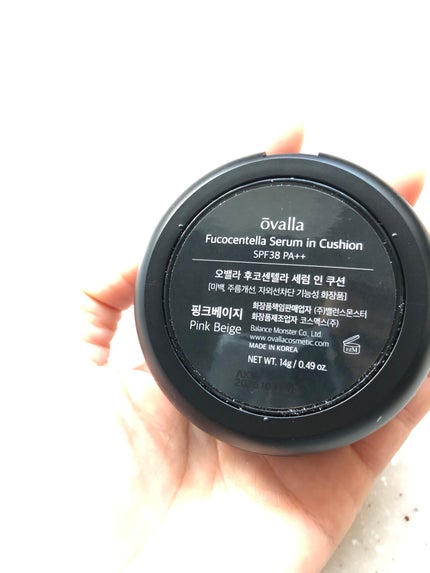 ōvalla
Fucocentella Serum in Cushion
SPF38 PA++
오밸라 후코센텔라 세럼 인 쿠션
[미백, 주름개선, 자외선차단 기능성 화장품]
핑크베이지 화장품책임판매업자 (주)밸런스몬스터
화장품제조업자 코스맥스(주)
Pink Beige Balance Monster Co., Ltd.
www.ovallacosmetic.com
MADE IN KOREA
12M
NET WT. 14g / 0.49 oz.